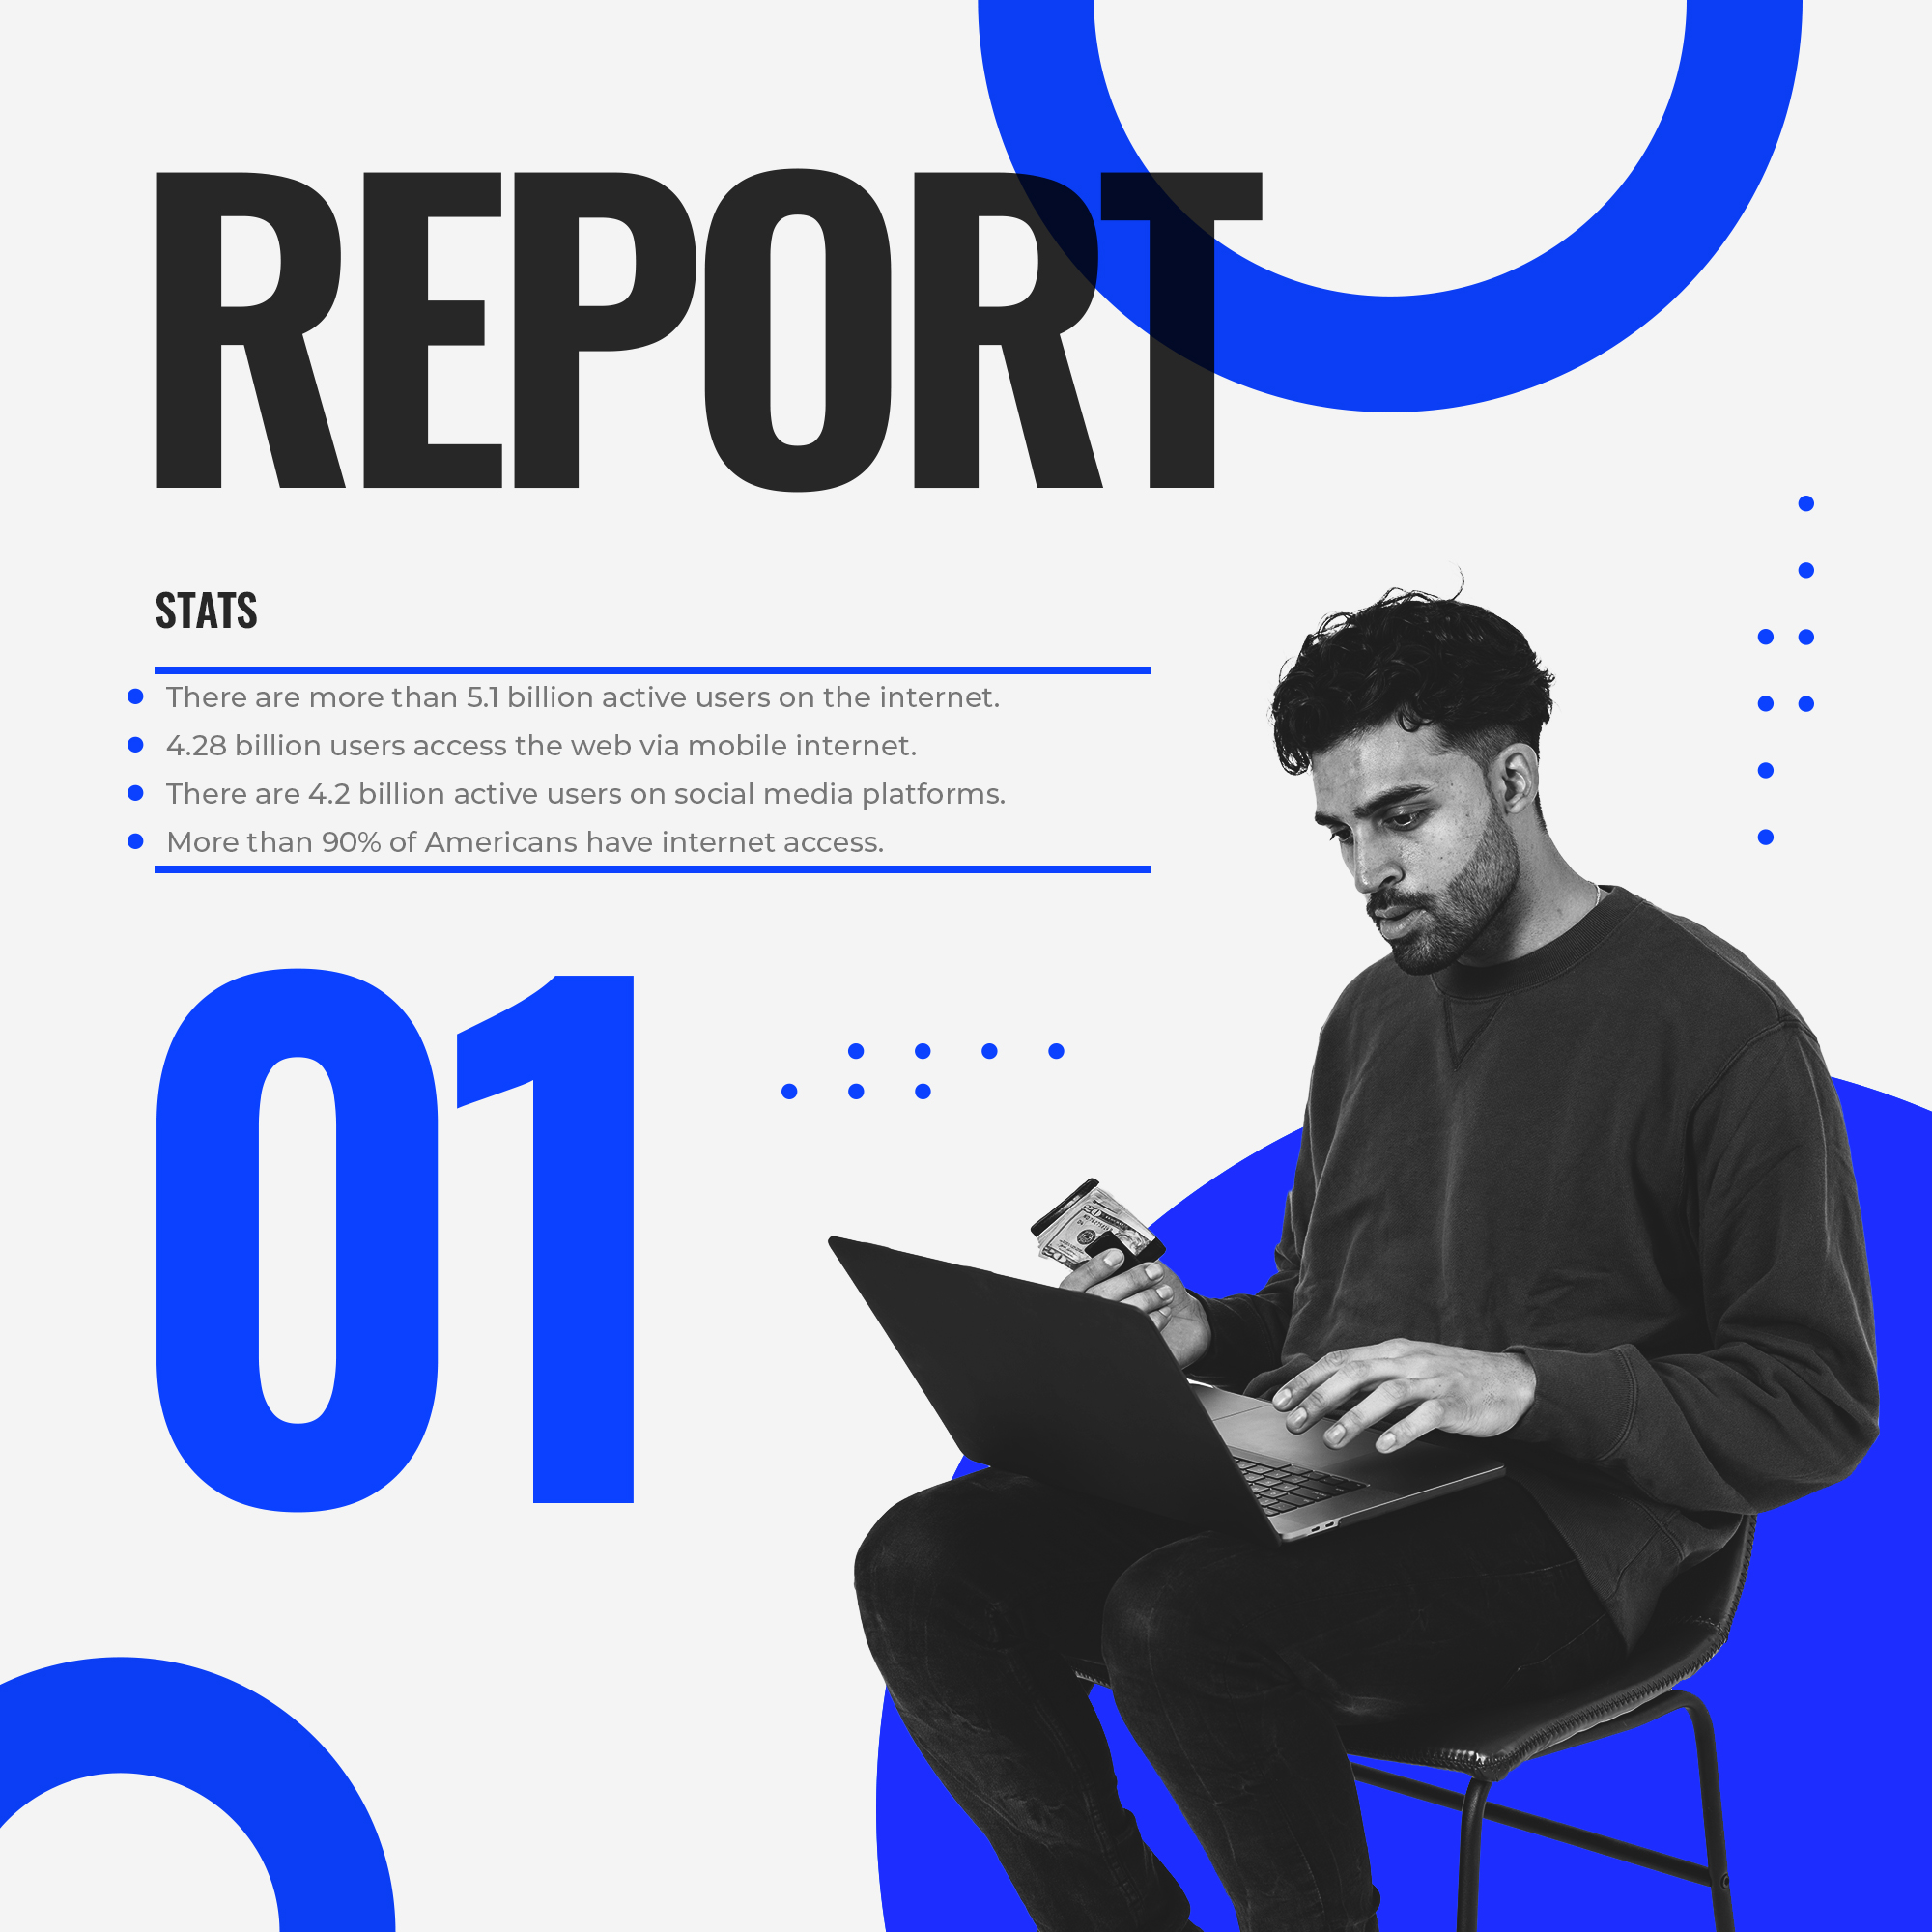 REPORT
STATS
There are more than 5.1 billion active users on the internet.
4.28 billion users access the web via mobile internet.
There are 4.2 billion active users on social media platforms.
More than 90% of Americans have internet access.
01